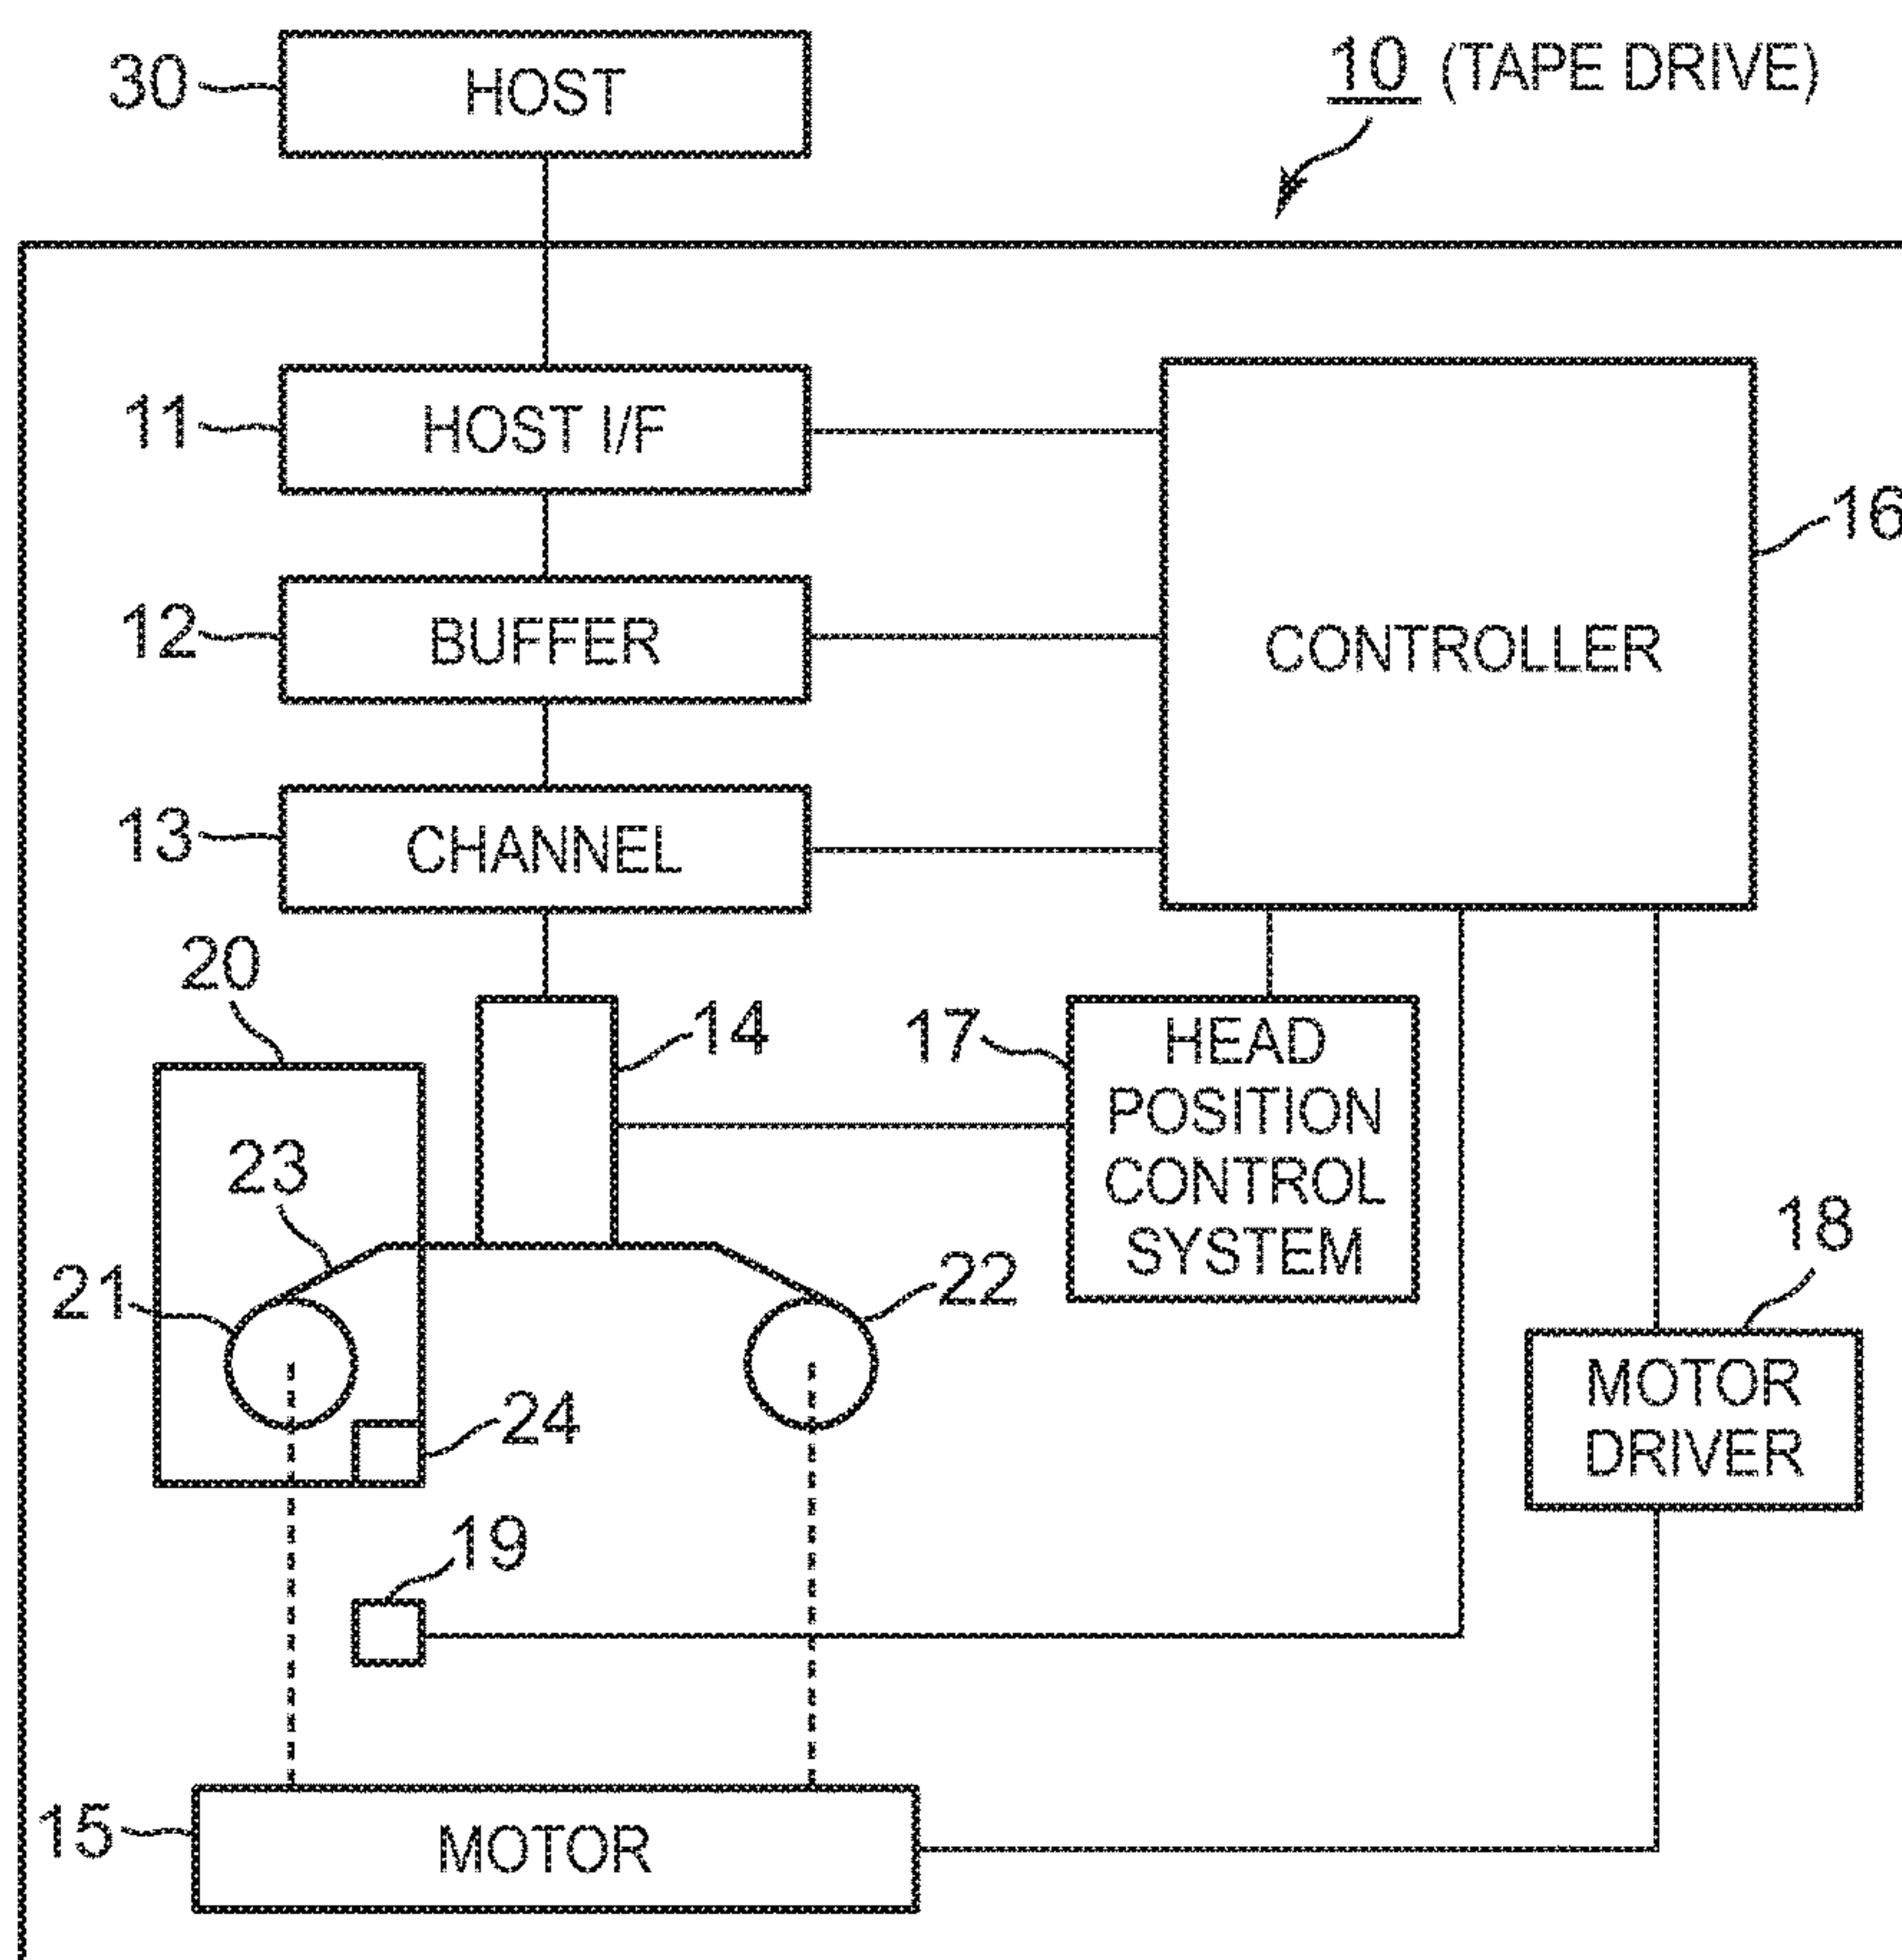 30
HOST
10 (TAPE DRIVE)
11
HOST I/F
16
12
BUFFER
CONTROLLER
13
CHANNEL
20
14
17
HEAD
POSITION
CONTROL
SYSTEM
23
21
22
18
24
MOTOR
DRIVER
19
15
MOTOR